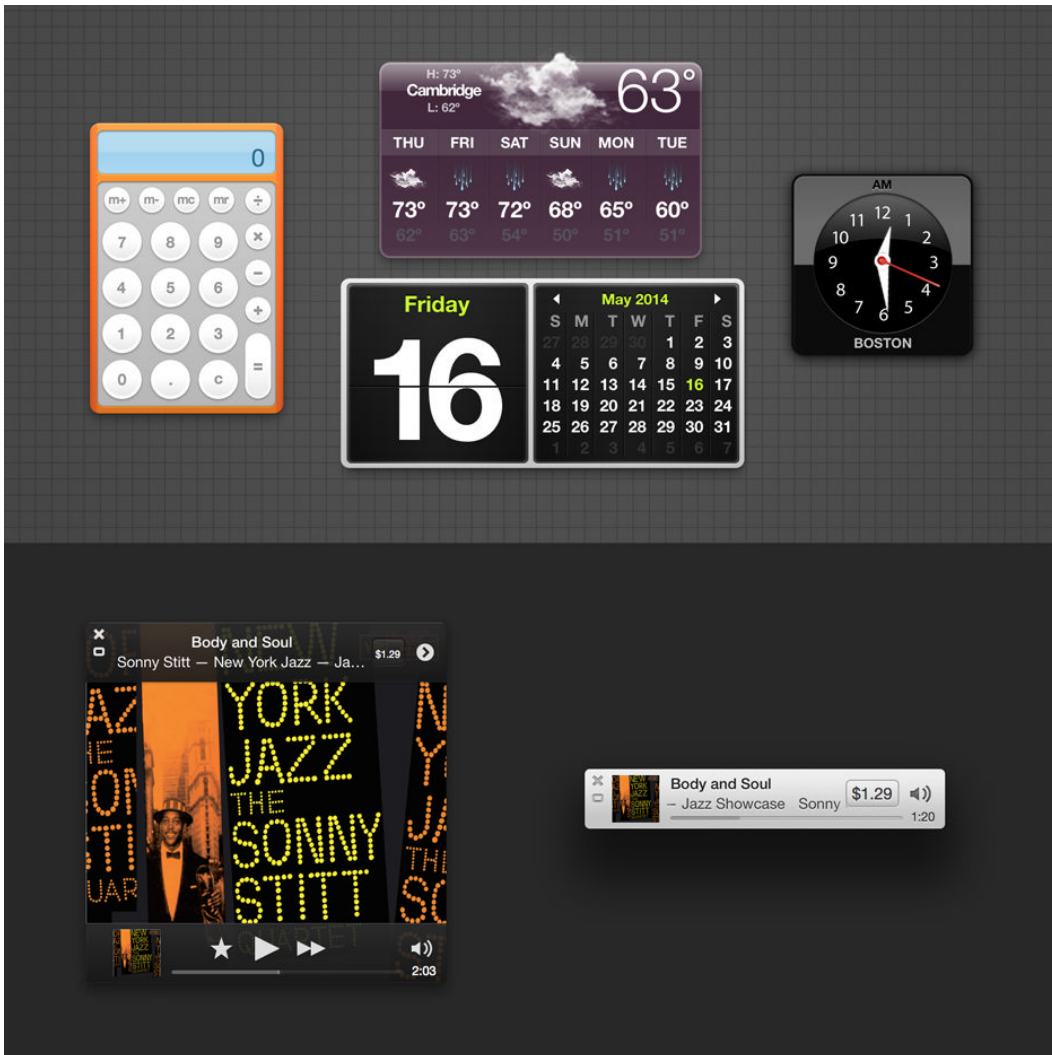 0
m+ m- mc mr ÷
7 8 9 ×
4 5 6 −
1 2 3 +
0 . c =
H: 73°
Cambridge
L: 62°
63°
THU FRI SAT SUN MON TUE
73° 73° 72° 68° 65° 60°
62° 63° 54° 50° 51° 51°
Friday
16
May 2014
S M T W T F S
27 28 29 30 1 2 3
4 5 6 7 8 9 10
11 12 13 14 15 16 17
18 19 20 21 22 23 24
25 26 27 28 29 30 31
1 2 3 4 5 6 7
AM
12 1 2 3 4 5 6 7 8 9 10 11
BOSTON
Body and Soul
Sonny Stitt — New York Jazz — Ja...
$1.29
NEW
YORK
JAZZ
THE
SONNY
STITT
QUARTET
2:03
Body and Soul
– Jazz Showcase Sonny
$1.29
1:20